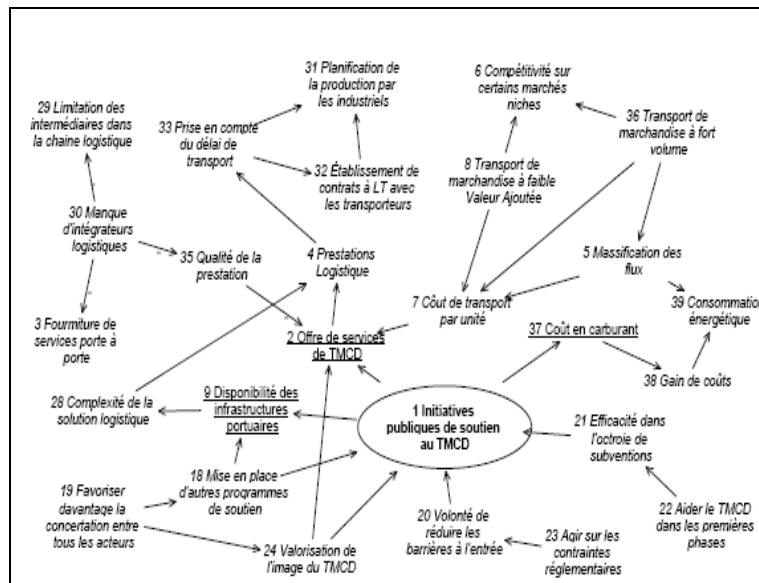 31 Planification de
la production par
les industriels
6 Compétitivité sur
certains marchés
niches
29 Limitation des
intermédiaires dans
la chaine logistique
33 Prise en compte
du délai de
transport
36 Transport de
marchandise à fort
volume
32 Établissement de
contrats à LT avec
les transporteurs
8 Transport de
marchandise à faible
Valeur Ajoutée
30 Manque
d'intégrateurs
logistiques
35 Qualité de la
prestation
4 Prestations
Logistique
5 Massification des
flux
7 Coût de transport
par unité
39 Consommation
énergétique
3 Fourmiture de
services porte à
porte
2 Offre de services
de TMCD
37 Coût en carburant
38 Gain de coûts
28 Complexité de la
solution logistique
9 Disponibilité des
infrastructures
portuaires
1 Initiatives
publiques de soutien
au TMCD
21 Efficacité dans
l'octroie de
subventions
19 Favoriser
davantage la
concertation entre
tous les acteurs
18 Mise en place
d'autres programmes
de soutien
20 Volonté de
réduire les
barrières à l'entrée
22 Aider le TMCD
dans les premières
phases
24 Valorisation de
l'image du TMCD
23 Agir sur les
contraintes
réglementaires